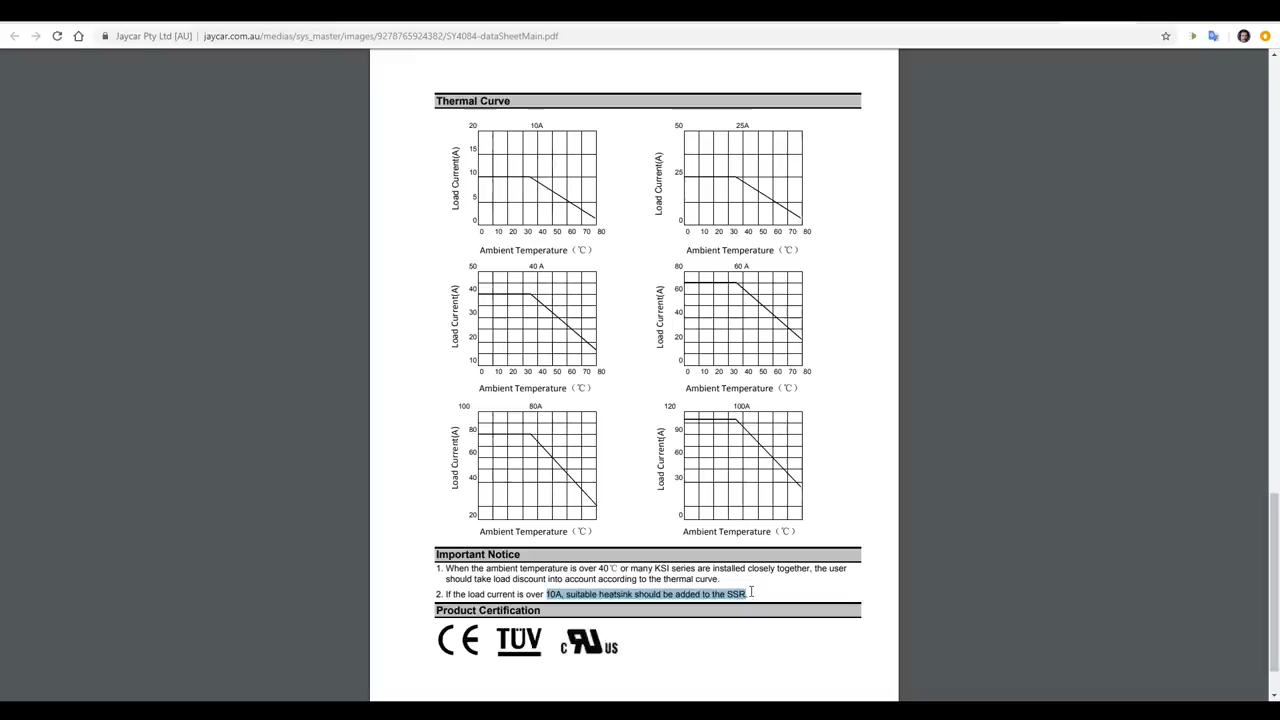 Jaycar Pty Ltd [AU] | jaycar.com.au/medias/sys_master/images/9278765924382/SY4084-dataSheetMain.pdf
Thermal Curve
10A
20
15
10
5
0
Load Current(A)
0 10 20 30 40 50 60 70 80
Ambient Temperature（℃）
25A
50
25
0
Load Current(A)
0 10 20 30 40 50 60 70 80
Ambient Temperature（℃）
40 A
50
40
30
20
10
Load Current(A)
0 10 20 30 40 50 60 70 80
Ambient Temperature（℃）
60 A
80
60
40
20
0
Load Current(A)
0 10 20 30 40 50 60 70 80
Ambient Temperature（℃）
80A
100
80
60
40
20
Load Current(A)
Ambient Temperature（℃）
100A
120
90
60
30
0
Load Current(A)
Ambient Temperature（℃）
Important Notice
1. When the ambient temperature is over 40℃ or many KSI series are installed closely together, the user
should take load discount into account according to the thermal curve.
2. If the load current is over 10A, suitable heatsink should be added to the SSR.
Product Certification
CE TÜV c RU US